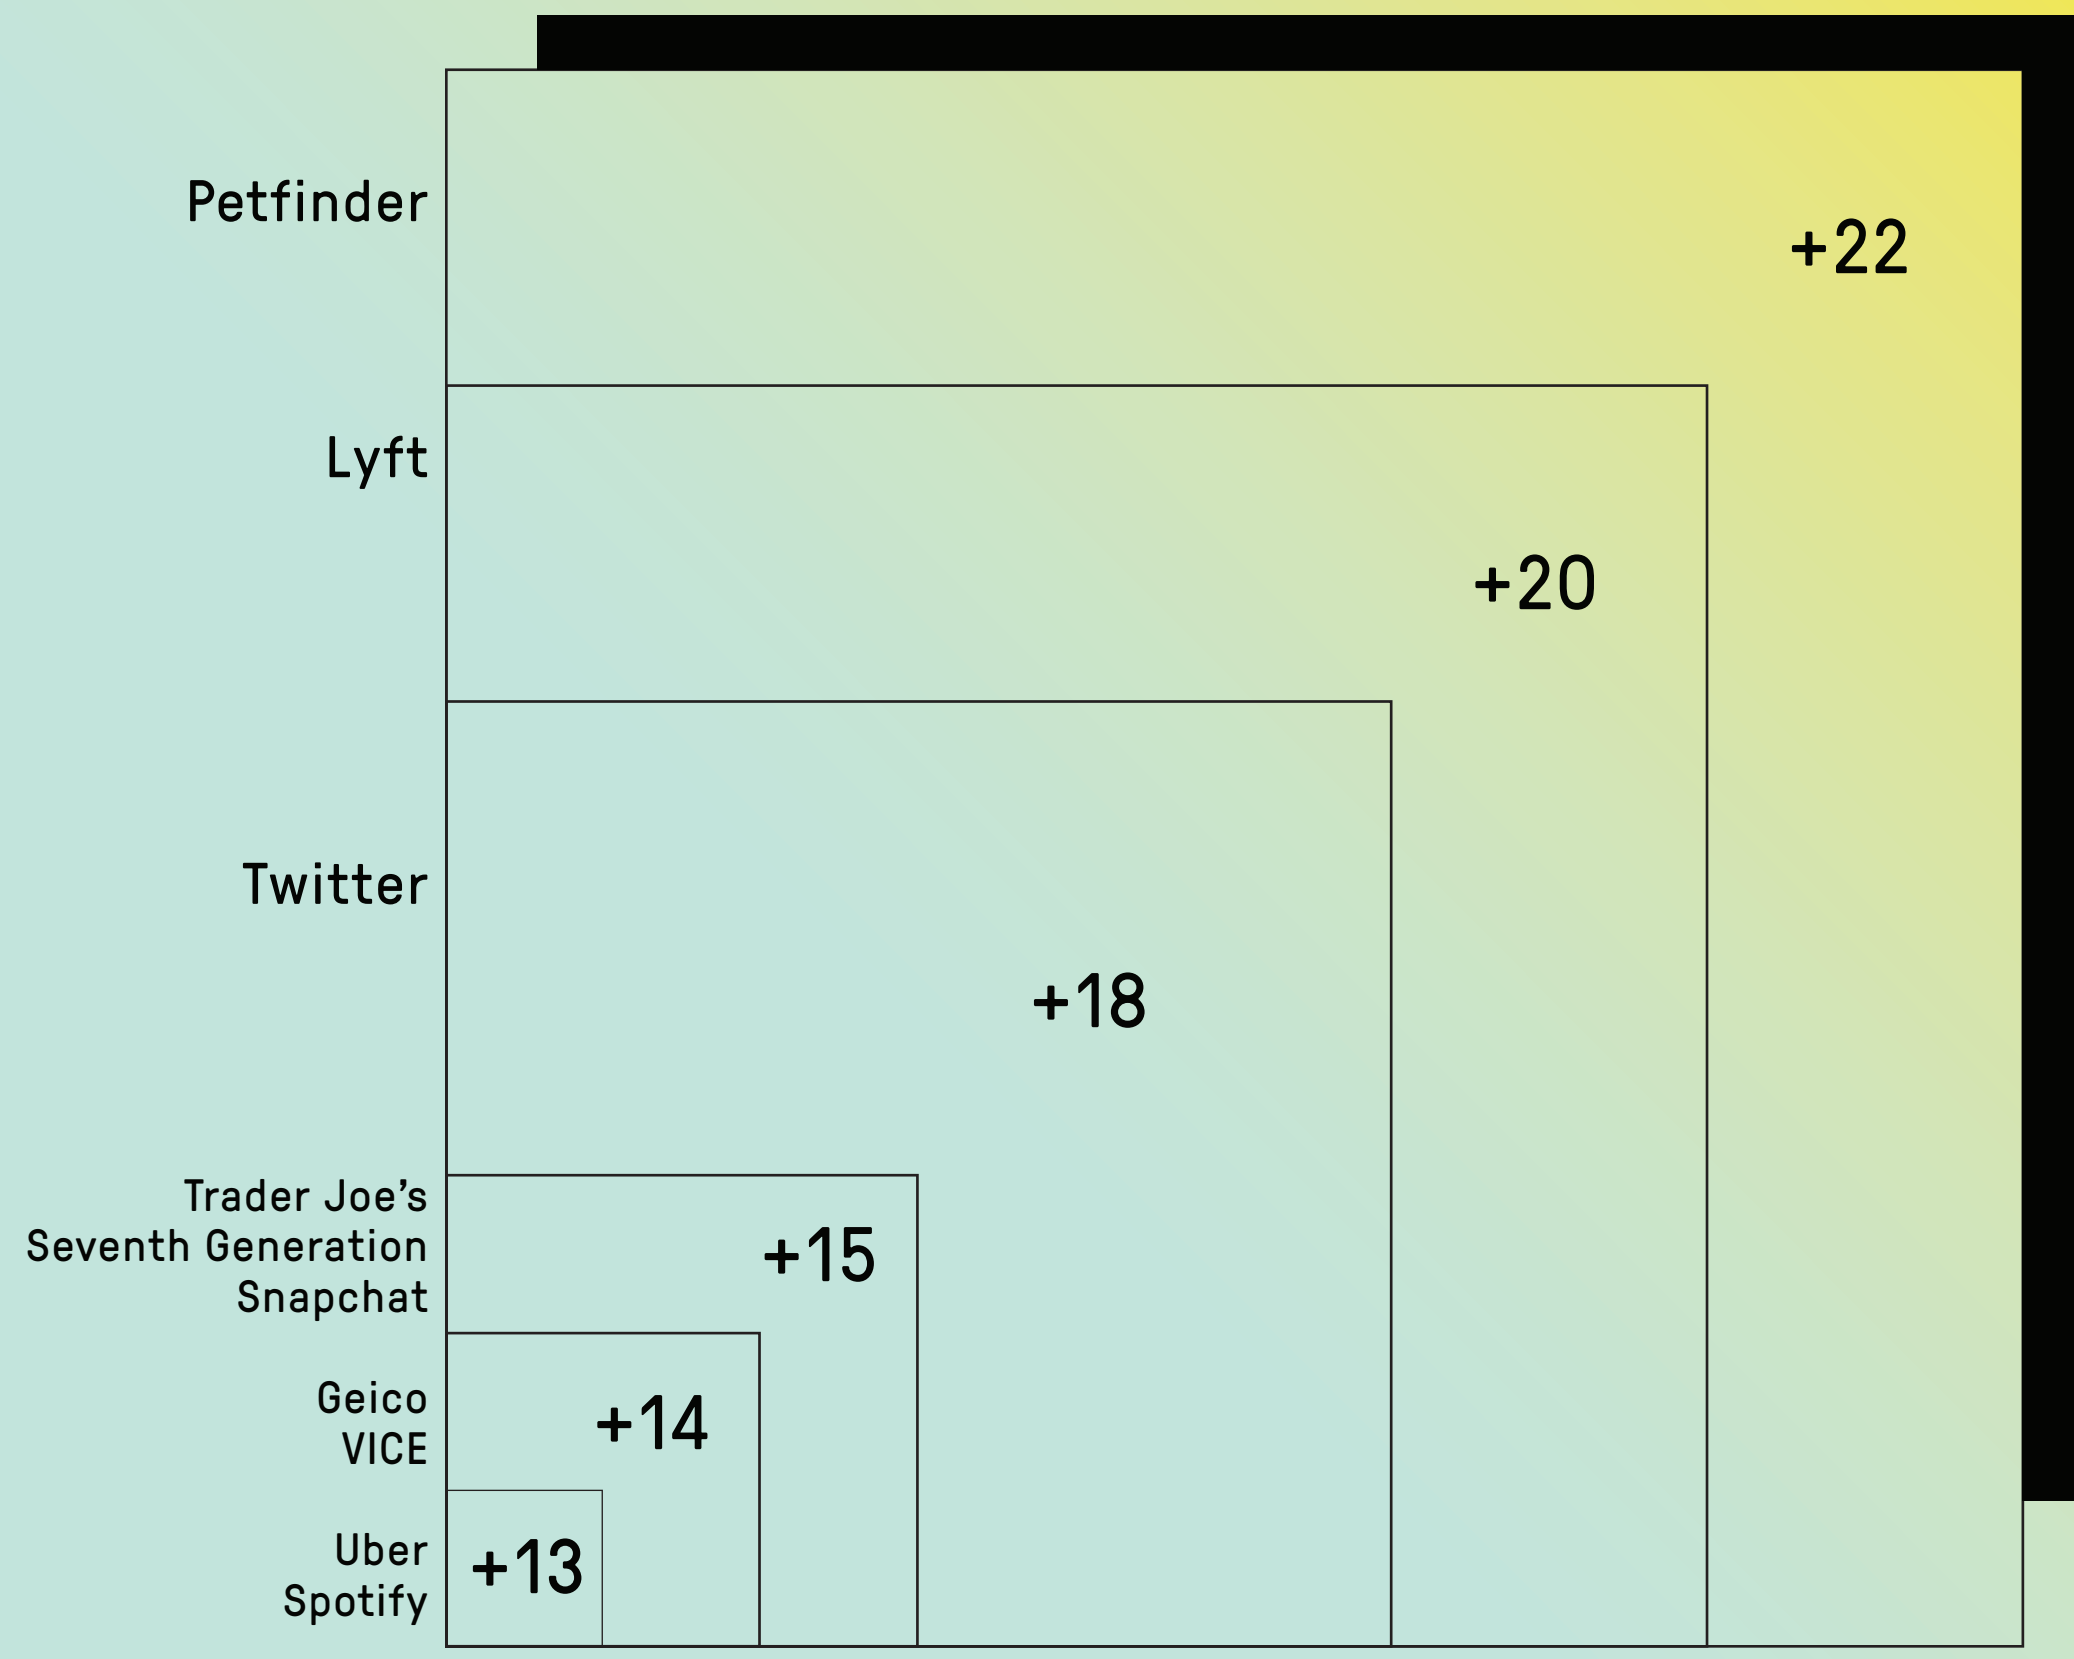 Petfinder
+22
Lyft
+20
Twitter
+18
Trader Joe’s
Seventh Generation
Snapchat
+15
Geico
VICE
+14
Uber
Spotify
+13